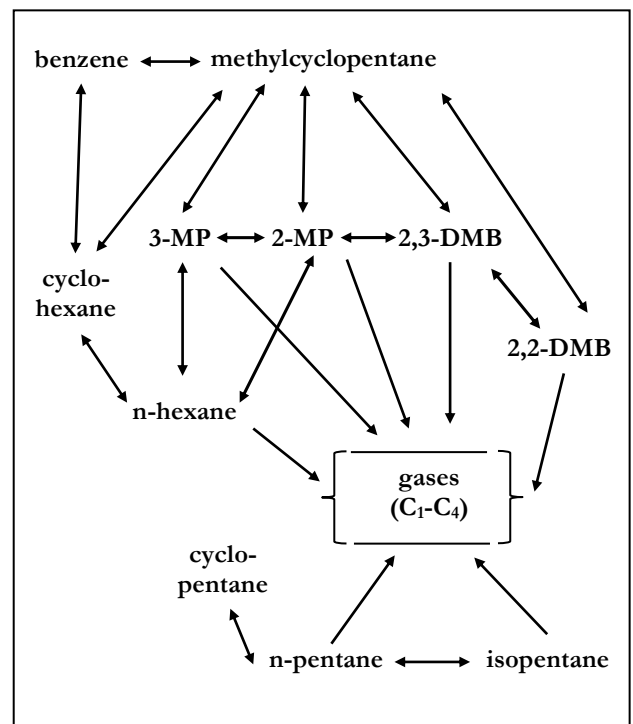 benzene methylcyclopentane
3-MP 2-MP 2,3-DMB
cyclo-
hexane
2,2-DMB
n-hexane
gases
(C₁-C₄)
cyclo-
pentane
n-pentane isopentane